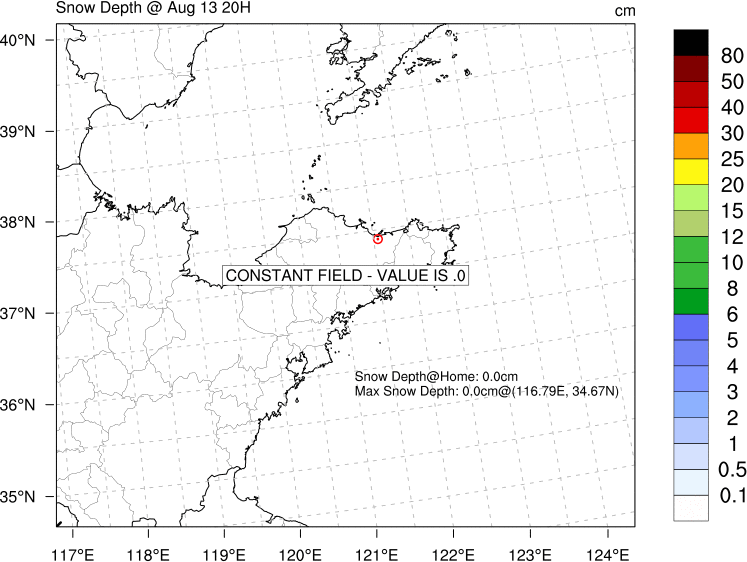 Snow Depth @ Aug 13 20H
cm
40°N
39°N
38°N
37°N
36°N
35°N
117°E
118°E
119°E
120°E
121°E
122°E
123°E
124°E
CONSTANT FIELD - VALUE IS .0
Snow Depth@Home: 0.0cm
Max Snow Depth: 0.0cm@(116.79E, 34.67N)
80
50
40
30
25
20
15
12
10
8
6
5
4
3
2
1
0.5
0.1